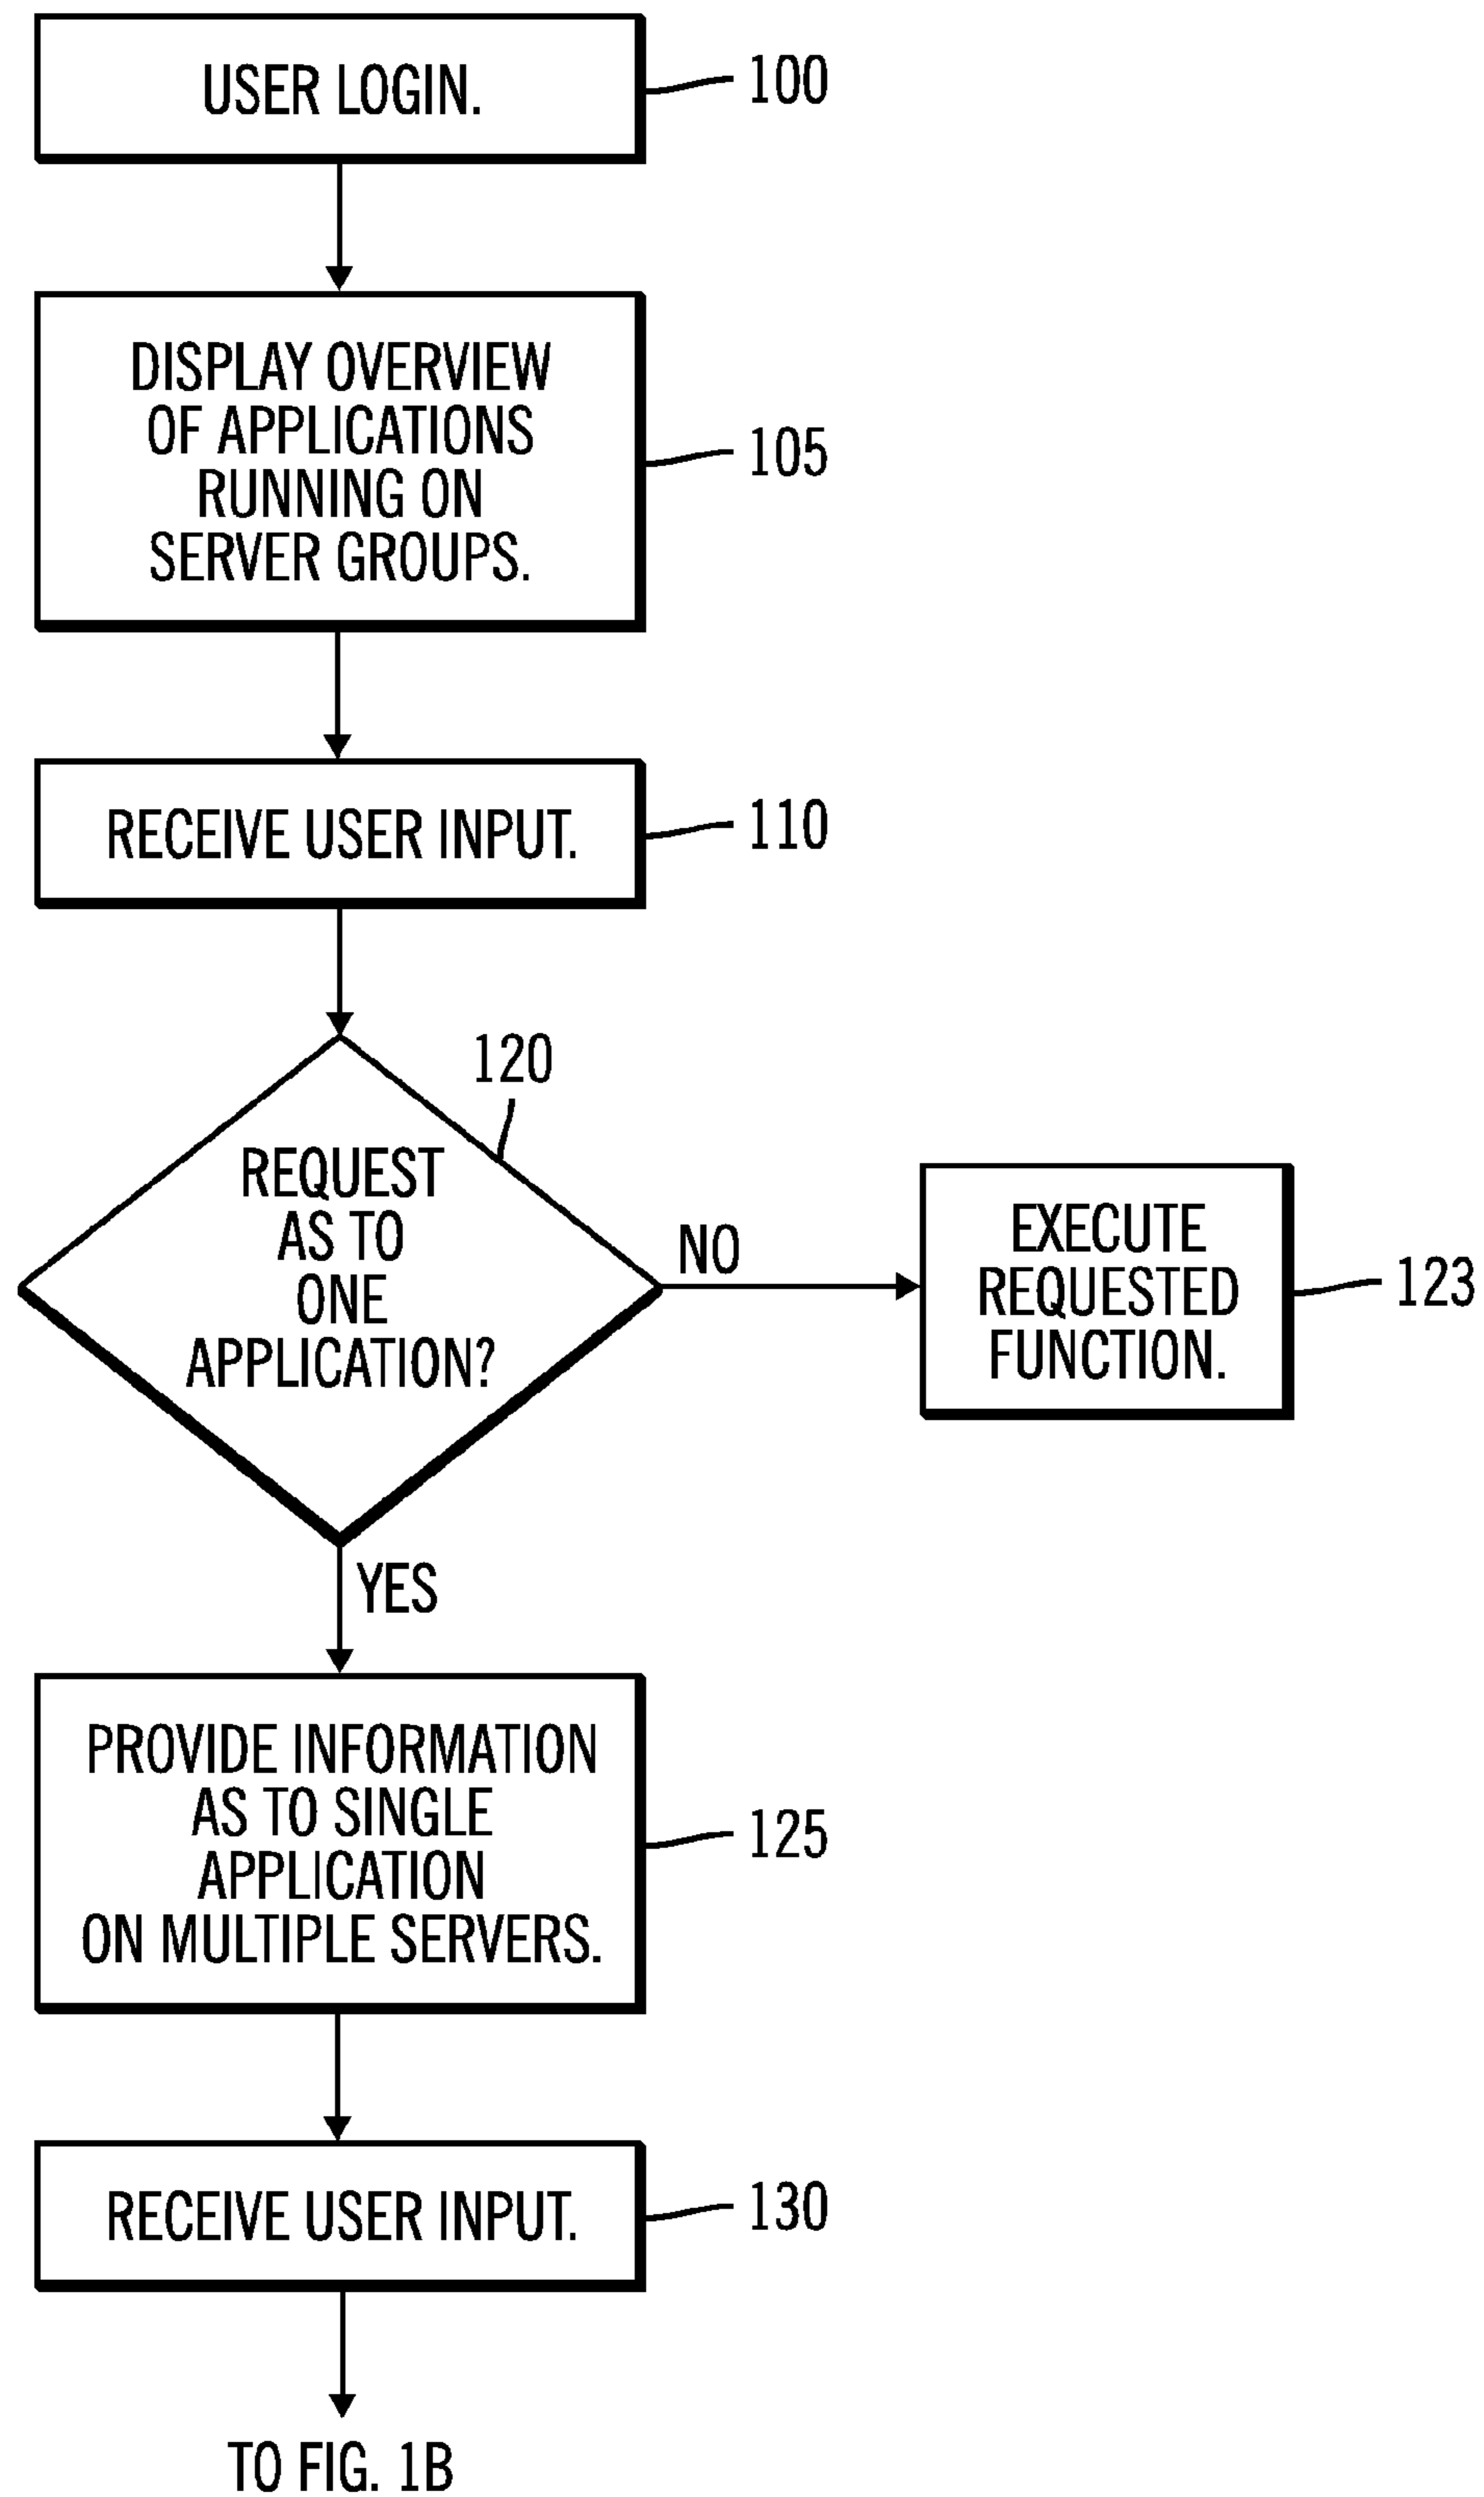 USER LOGIN.
100
DISPLAY OVERVIEW
OF APPLICATIONS
RUNNING ON
SERVER GROUPS.
105
RECEIVE USER INPUT.
110
120
REQUEST
AS TO
ONE
APPLICATION?
NO
EXECUTE
REQUESTED
FUNCTION.
123
YES
PROVIDE INFORMATION
AS TO SINGLE
APPLICATION
ON MULTIPLE SERVERS.
125
RECEIVE USER INPUT.
130
TO FIG. 1B